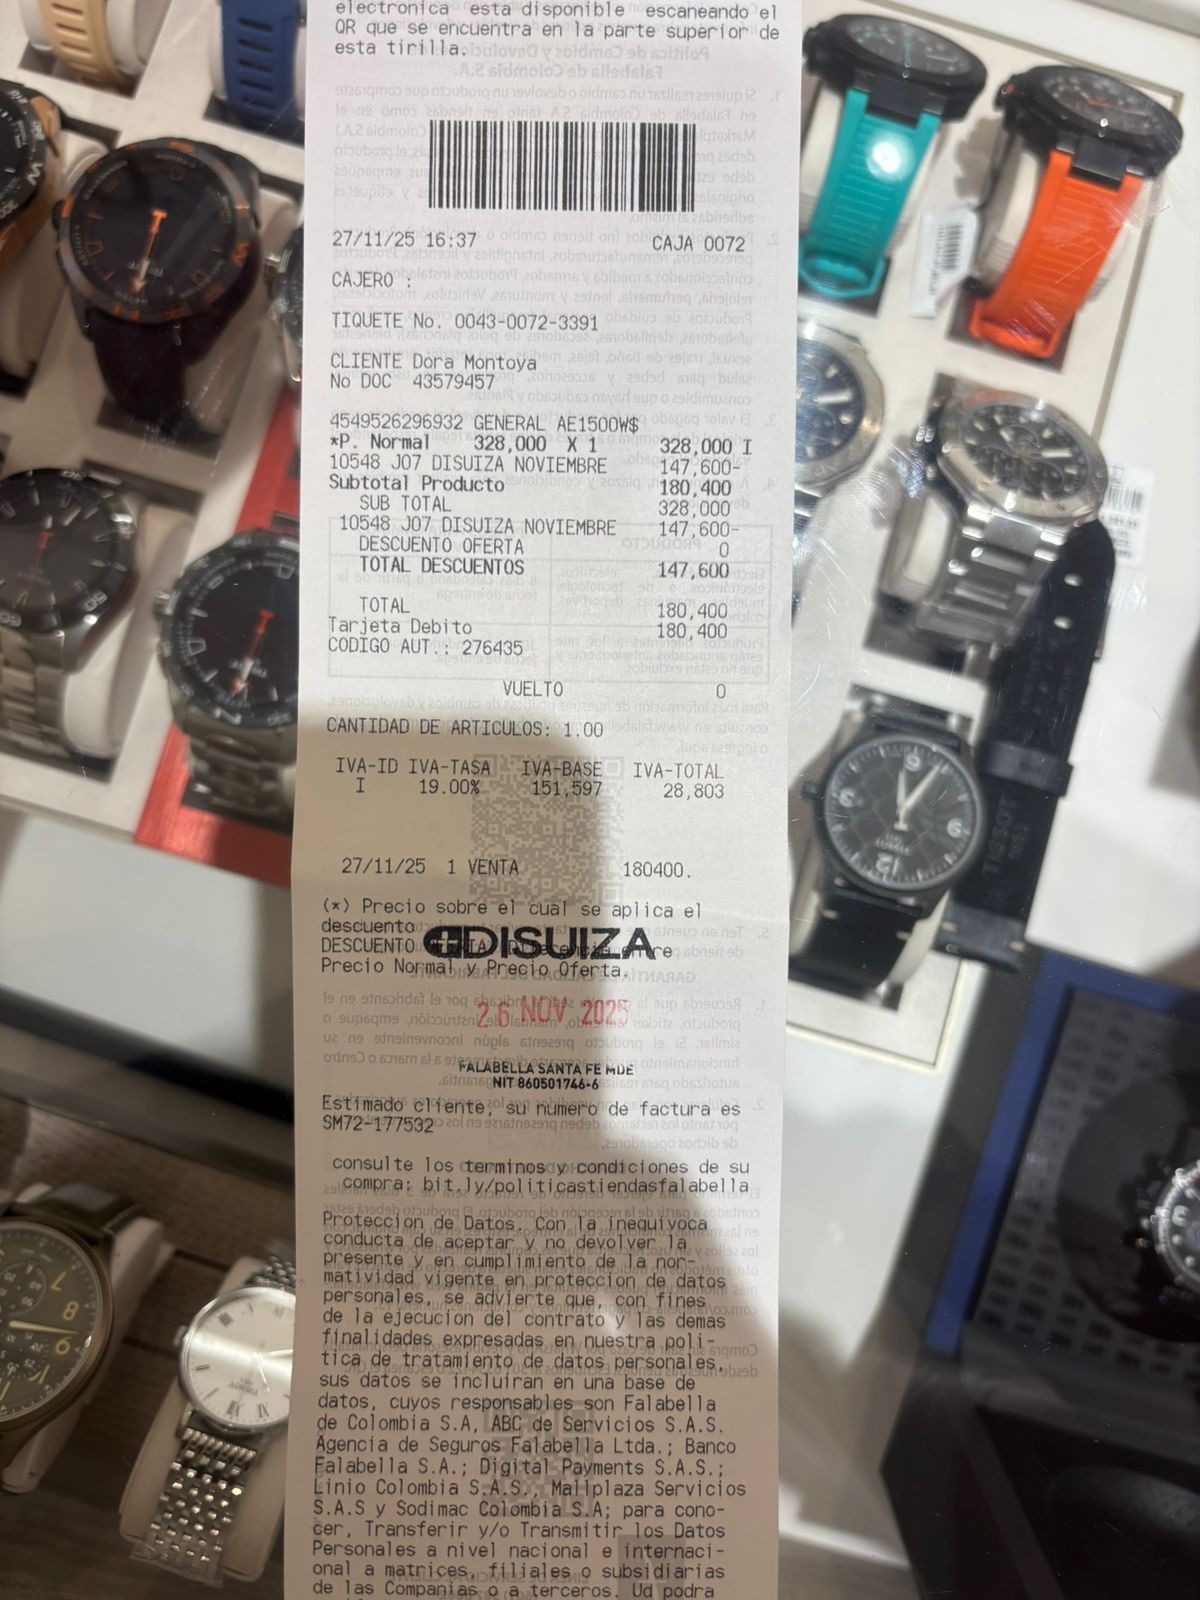 electronica esta disponible escaneando el
QR que se encuentra en la parte superior de
esta tirilla.
27/11/25 16:37 CAJA 0072
CAJERO :
TIQUETE No. 0043-0072-3391
CLIENTE Dora Montoya
No DOC 43579457
4549526296932 GENERAL AE1500W$
*P. Normal 328,000 X 1 328,000 I
10548 J07 DISUIZA NOVIEMBRE 147,600-
Subtotal Producto 180,400
SUB TOTAL 328,000
10548 J07 DISUIZA NOVIEMBRE 147,600-
DESCUENTO OFERTA 0
TOTAL DESCUENTOS 147,600
TOTAL 180,400
Tarjeta Debito 180,400
CODIGO AUT.: 276435
VUELTO 0
CANTIDAD DE ARTICULOS: 1.00
IVA-ID IVA-TASA IVA-BASE IVA-TOTAL
I 19.00% 151,597 28,803
27/11/25 1 VENTA 180400.
(*) Precio sobre el cual se aplica el
descuento
DISUIZA
DESCUENTO
Precio Normal y Precio Oferta.
26 NOV 2025
FALABELLA SANTA FE MDE
NIT 860501746-6
Estimado cliente, su numero de factura es
SM72-177532
consulte los terminos y condiciones de su
compra: bit.ly/politicastiendasfalabella
Proteccion de Datos. Con la inequivoca
conducta de aceptar y no devolver la
presente y en cumplimiento de la nor-
matividad vigente en proteccion de datos
personales, se advierte que, con fines
de la ejecucion del contrato y las demas
finalidades expresadas en nuestra poli-
tica de tratamiento de datos personales,
sus datos se incluiran en una base de
datos, cuyos responsables son Falabella
de Colombia S.A, ABC de Servicios S.A.S.
Agencia de Seguros Falabella Ltda.; Banco
Falabella S.A.; Digital Payments S.A.S.;
Linio Colombia S.A.S., Mallplaza Servicios
S.A.S y Sodimac Colombia S.A; para cono-
cer, Transferir y/o Transmitir los Datos
Personales a nivel nacional e internaci-
onal a matrices, filiales o subsidiarias
de las Companias o a terceros. Ud podra
TISSOT